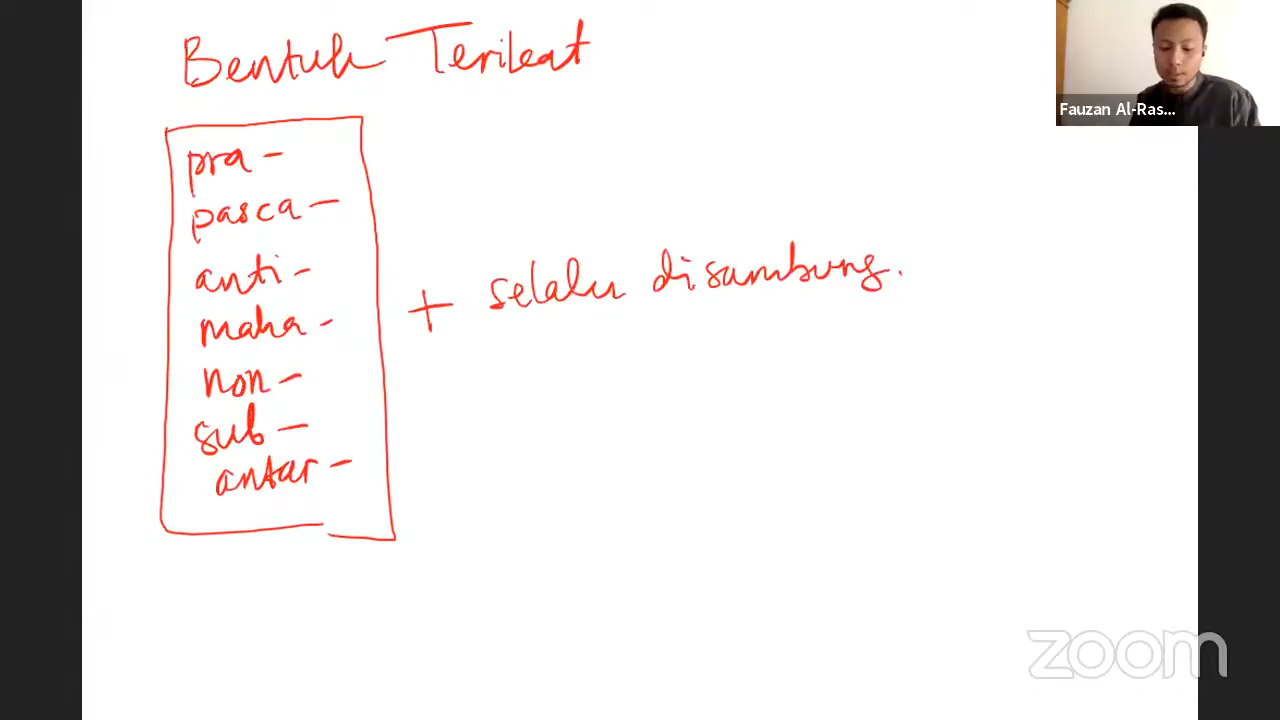 Bentuk Terikat
Fauzan Al-Ras...
pra -
pasca -
anti -
maha -
non -
sub -
antar -
+ selalu disambung.
zoom